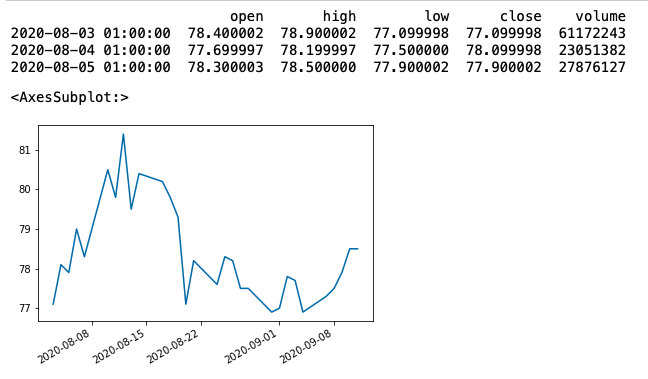 open high low close volume
2020-08-03 01:00:00 78.400002 78.900002 77.099998 77.099998 61172243
2020-08-04 01:00:00 77.699997 78.199997 77.500000 78.099998 23051382
2020-08-05 01:00:00 78.300003 78.500000 77.900002 77.900002 27876127
<AxesSubplot:>
81
80
79
78
77
2020-08-08
2020-08-15
2020-08-22
2020-09-01
2020-09-08